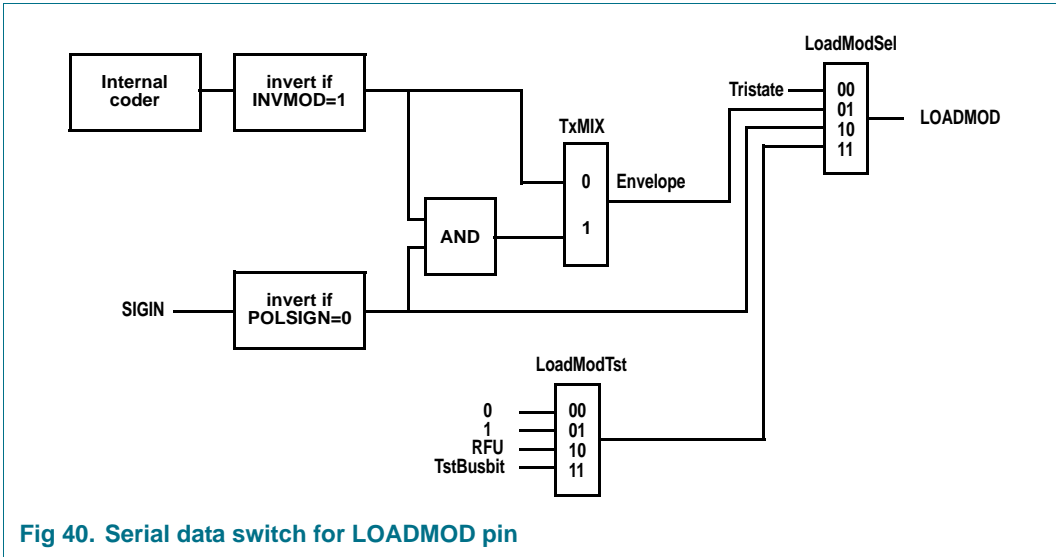 LoadModSel
Internal
coder
invert if
INVMOD=1
Tristate
00
01
10
11
LOADMOD
TxMIX
0
1
Envelope
AND
SIGIN
invert if
POLSIGN=0
LoadModTst
0
1
RFU
TstBusbit
00
01
10
11
Fig 40. Serial data switch for LOADMOD pin